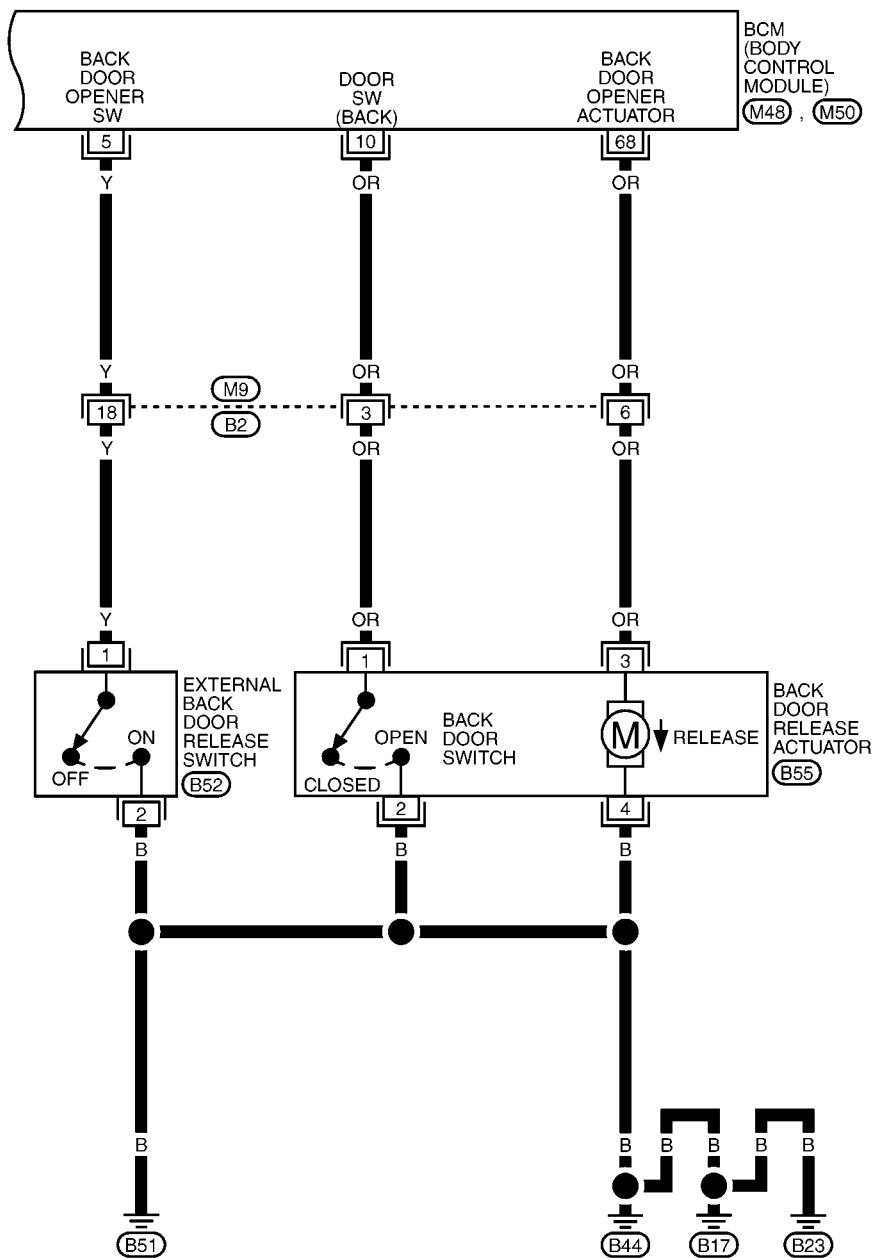 BCM
(BODY
CONTROL
MODULE)
M48 , M50
BACK
DOOR
OPENER
SW
DOOR
SW
(BACK)
BACK
DOOR
OPENER
ACTUATOR
5
10
68
Y
OR
OR
Y
OR
OR
M9
18
3
6
B2
Y
OR
OR
Y
OR
OR
1
1
3
EXTERNAL
BACK
DOOR
RELEASE
SWITCH
B52
ON
OFF
BACK
DOOR
SWITCH
OPEN
CLOSED
M
RELEASE
BACK
DOOR
RELEASE
ACTUATOR
B55
2
2
4
B
B
B
B
B
B
B
B
B
B51
B44
B17
B23